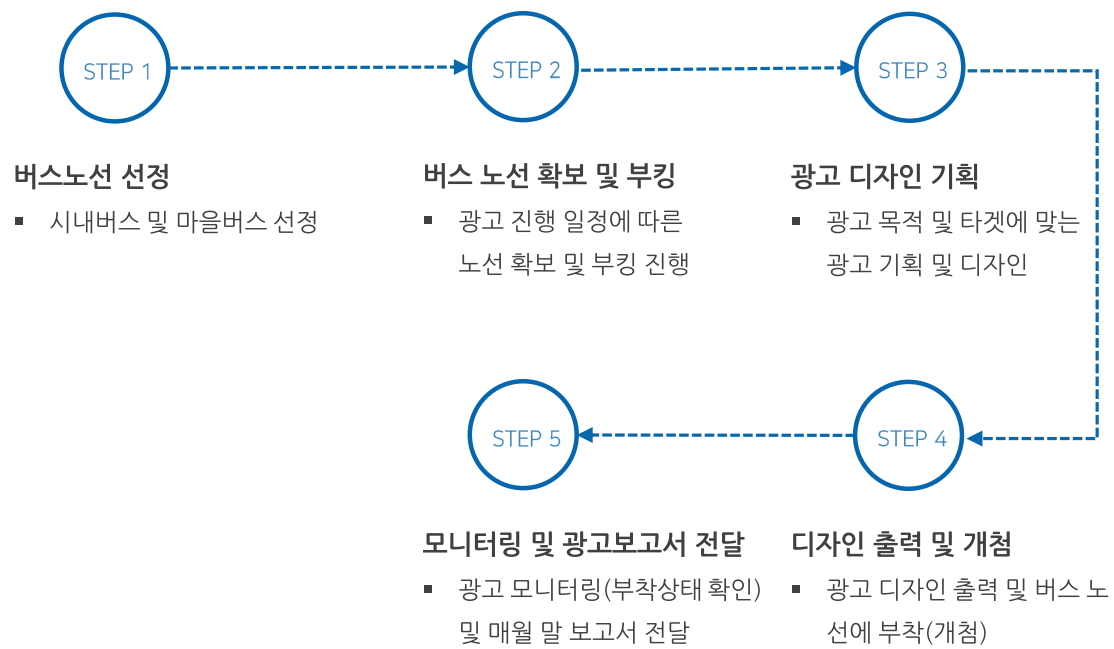 STEP 1
STEP 2
STEP 3
버스노선 선정
▪ 시내버스 및 마을버스 선정
버스 노선 확보 및 부킹
▪ 광고 진행 일정에 따른
노선 확보 및 부킹 진행
광고 디자인 기획
▪ 광고 목적 및 타겟에 맞는
광고 기획 및 디자인
STEP 4
STEP 5
디자인 출력 및 개첨
▪ 광고 디자인 출력 및 버스 노
선에 부착(개첨)
모니터링 및 광고보고서 전달
▪ 광고 모니터링(부착상태 확인)
및 매월 말 보고서 전달